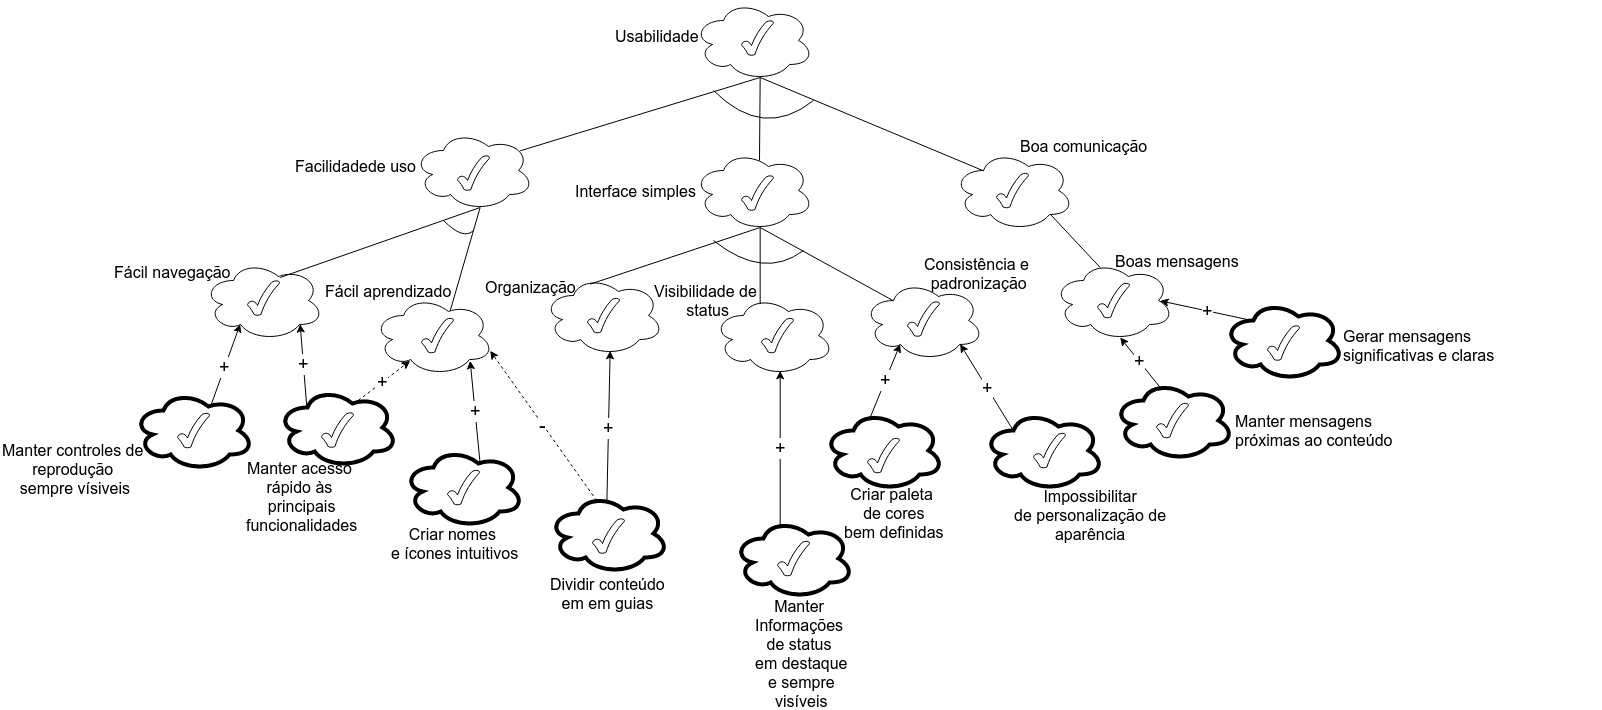 Usabilidade
Facilidadede uso
Interface simples
Boa comunicação
Fácil navegação
Fácil aprendizado
Organização
Visibilidade de
status
Consistência e
padronização
Boas mensagens
+
+
+
+
-
+
+
+
+
+
+
Gerar mensagens
significativas e claras
Manter mensagens
próximas ao conteúdo
Manter controles de
reprodução
sempre vísiveis
Manter acesso
rápido às
principais
funcionalidades
Criar nomes
e ícones intuitivos
Dividir conteúdo
em em guias
Manter
Informações
de status
em destaque
e sempre
visíveis
Criar paleta
de cores
bem definidas
Impossibilitar
de personalização de
aparência